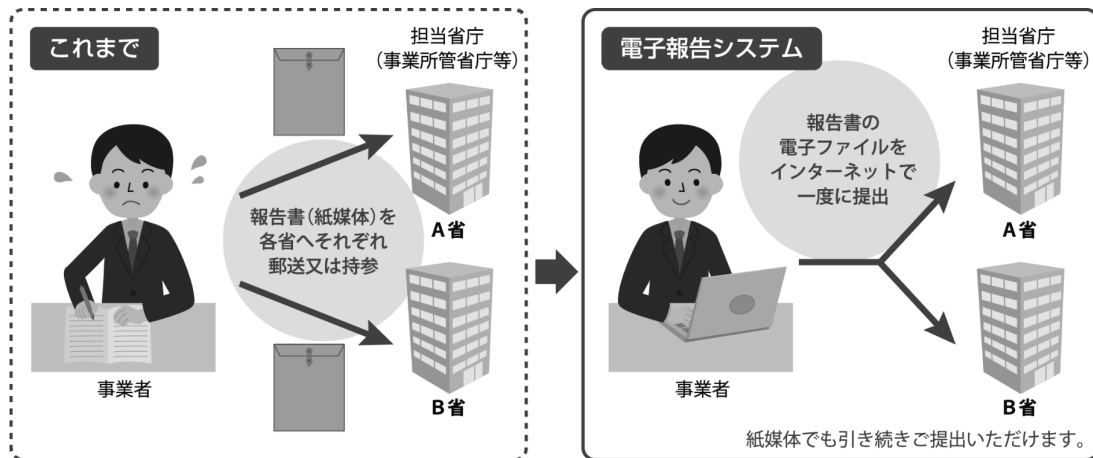 これまで
担当省庁
（事業所管省庁等）
報告書（紙媒体）を
各省へそれぞれ
郵送又は持参
A省
B省
事業者
電子報告システム
担当省庁
（事業所管省庁等）
報告書の
電子ファイルを
インターネットで
一度に提出
A省
B省
事業者
紙媒体でも引き続きご提出いただけます。